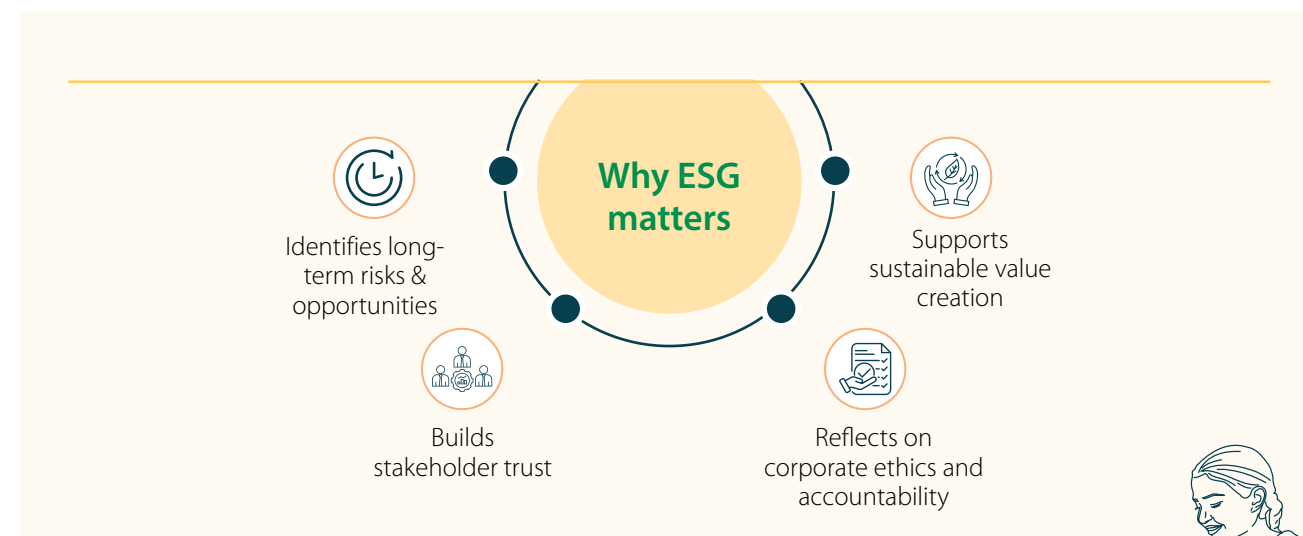 Why ESG
matters
Identifies long-
term risks &
opportunities
Builds
stakeholder trust
Reflects on
corporate ethics and
accountability
Supports
sustainable value
creation